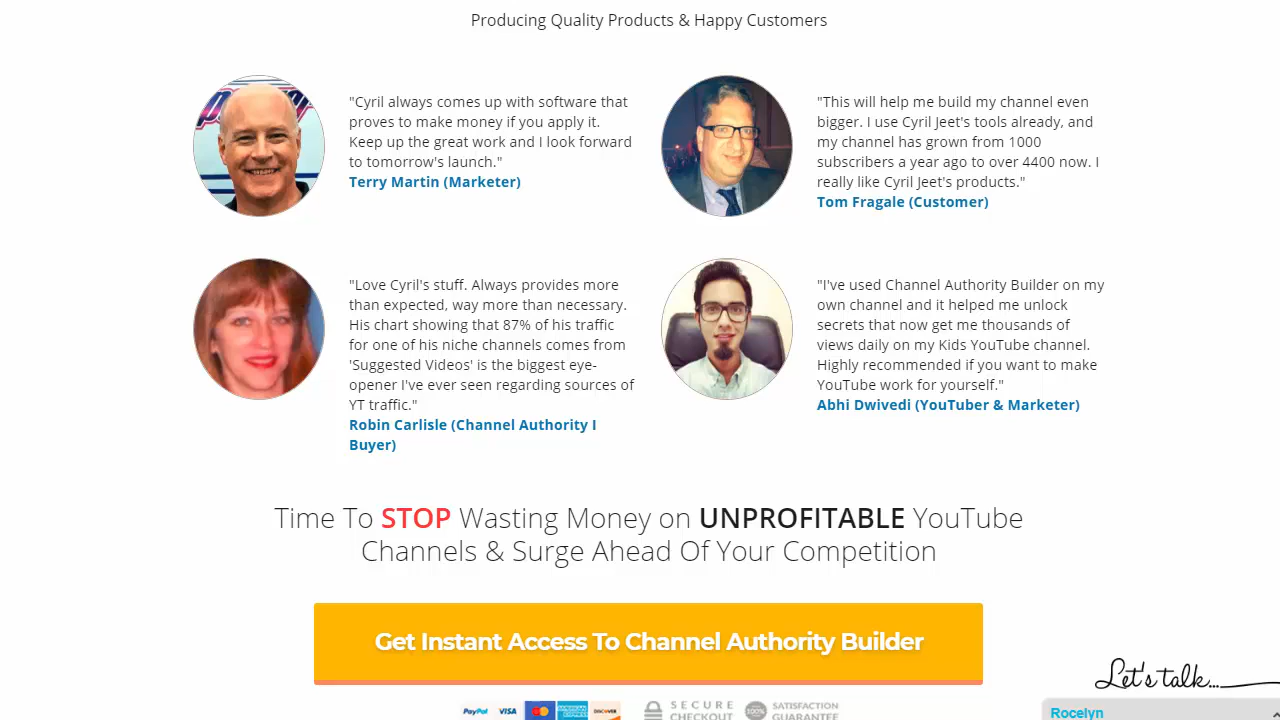 Producing Quality Products & Happy Customers
"Cyril always comes up with software that
proves to make money if you apply it.
Keep up the great work and I look forward
to tomorrow's launch."
Terry Martin (Marketer)
"This will help me build my channel even
bigger. I use Cyril Jeet's tools already, and
my channel has grown from 1000
subscribers a year ago to over 4400 now. I
really like Cyril Jeet's products."
Tom Fragale (Customer)
"Love Cyril's stuff. Always provides more
than expected, way more than necessary.
His chart showing that 87% of his traffic
for one of his niche channels comes from
'Suggested Videos' is the biggest eye-
opener I've ever seen regarding sources of
YT traffic."
Robin Carlisle (Channel Authority I
Buyer)
"I've used Channel Authority Builder on my
own channel and it helped me unlock
secrets that now get me thousands of
views daily on my Kids YouTube channel.
Highly recommended if you want to make
YouTube work for yourself."
Abhi Dwivedi (YouTuber & Marketer)
Time To STOP Wasting Money on UNPROFITABLE YouTube
Channels & Surge Ahead Of Your Competition
Get Instant Access To Channel Authority Builder
Let's talk...
Rocelyn
PayPal VISA DISCOVER
SECURE
CHECKOUT
100%
SATISFACTION
GUARANTEE